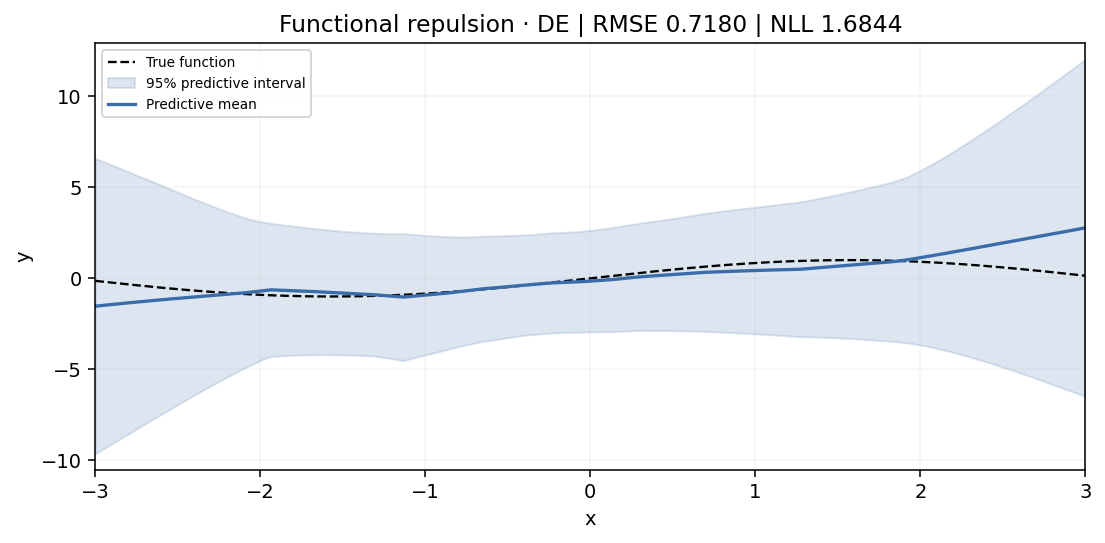 Functional repulsion · DE | RMSE 0.7180 | NLL 1.6844
True function
95% predictive interval
Predictive mean
10
5
0
−5
−10
y
−3
−2
−1
0
1
2
3
x